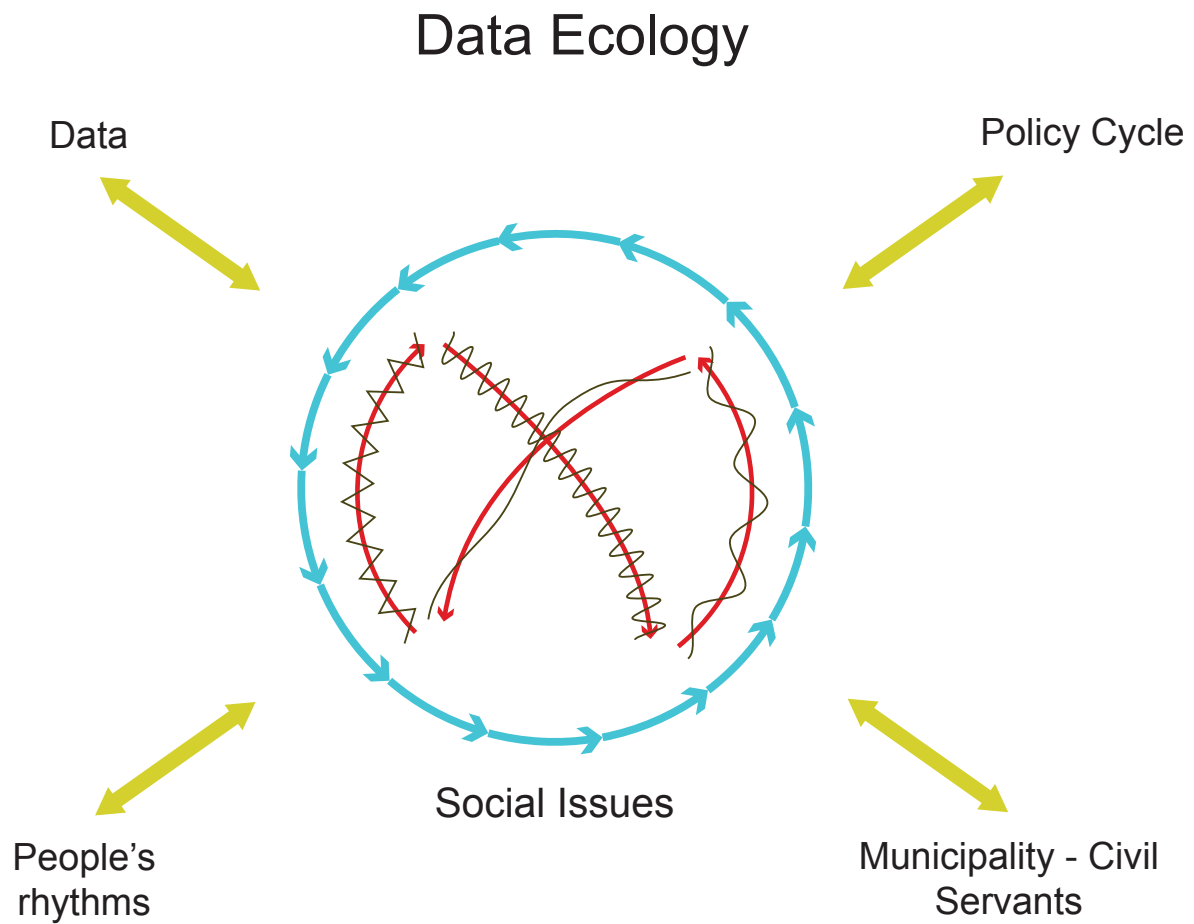 Data Ecology
Data
Policy Cycle
Social Issues
People’s
rhythms
Municipality - Civil
Servants